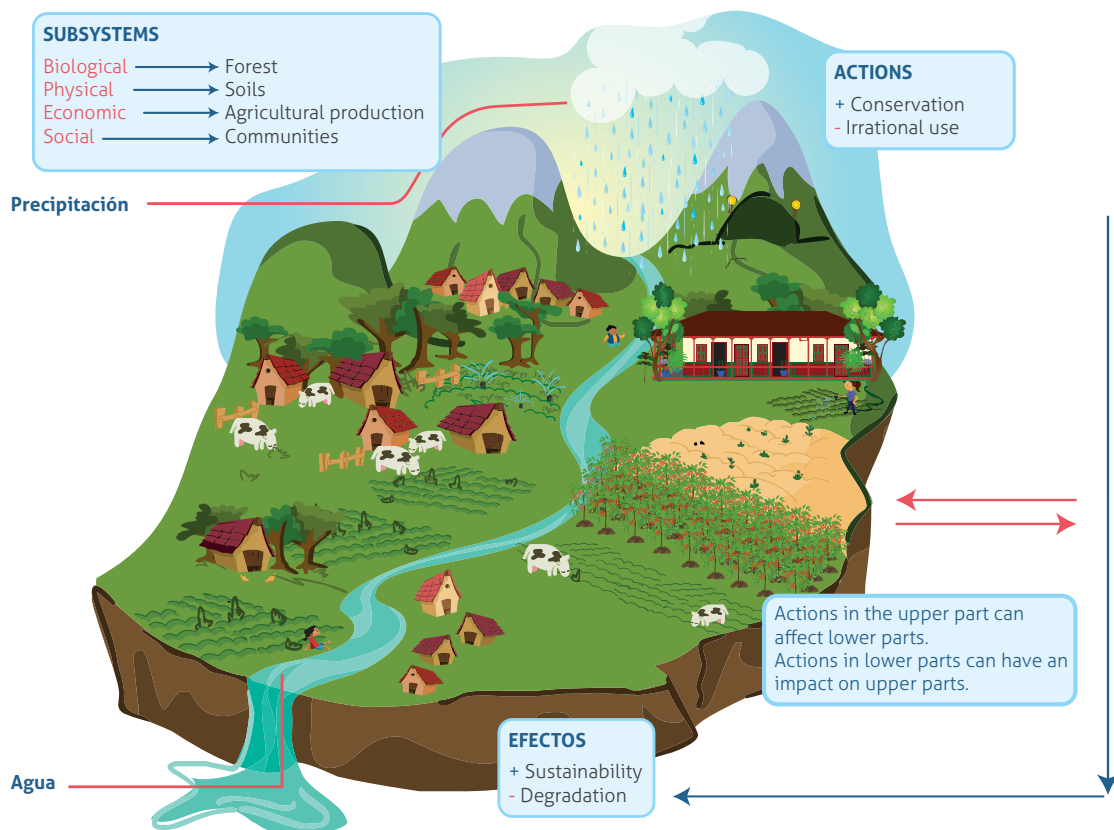 SUBSYSTEMS
Biological Forest
Physical Soils
Economic Agricultural production
Social Communities
ACTIONS
+ Conservation
- Irrational use
Precipitación
Actions in the upper part can
affect lower parts.
Actions in lower parts can have an
impact on upper parts.
EFECTOS
+ Sustainability
- Degradation
Agua